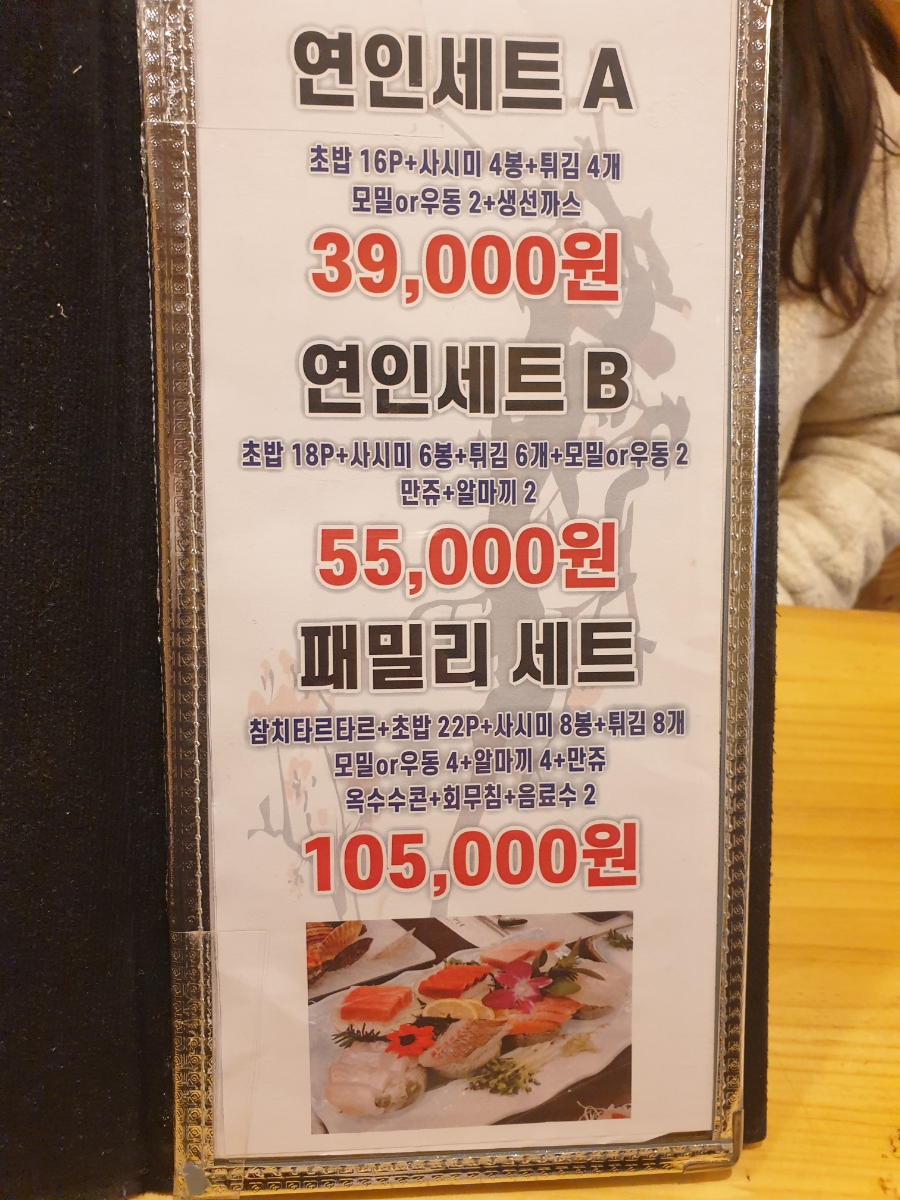 연인세트 A
초밥 16P+사시미 4봉+튀김 4개
모밀or우동 2+생선까스
39,000원
연인세트 B
초밥 18P+사시미 6봉+튀김 6개+모밀or우동 2
만쥬+알마끼 2
55,000원
패밀리 세트
참치타르타르+초밥 22P+사시미 8봉+튀김 8개
모밀or우동 4+알마끼 4+만쥬
옥수수콘+회무침+음료수 2
105,000원